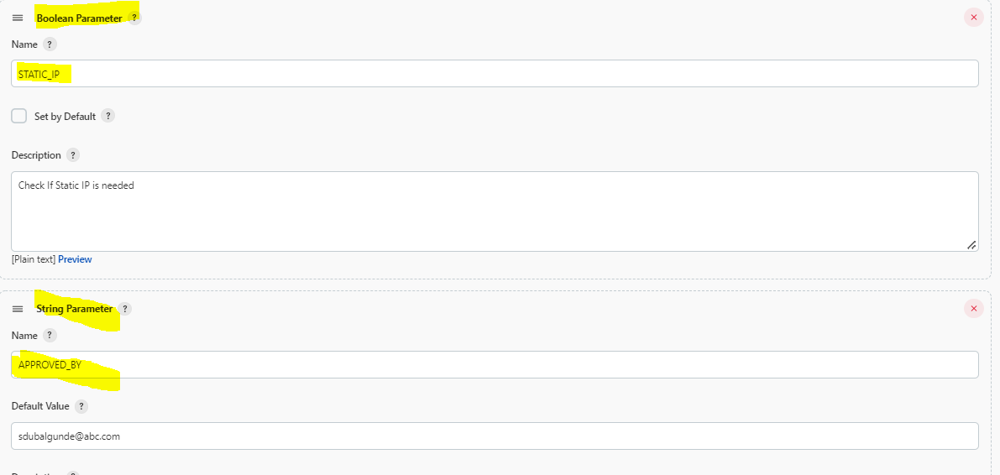 Boolean Parameter ?
Name ?
STATIC_IP
Set by Default ?
Description ?
Check If Static IP is needed
[Plain text] Preview
String Parameter ?
Name ?
APPROVED_BY
Default Value ?
sdubalgunde@abc.com